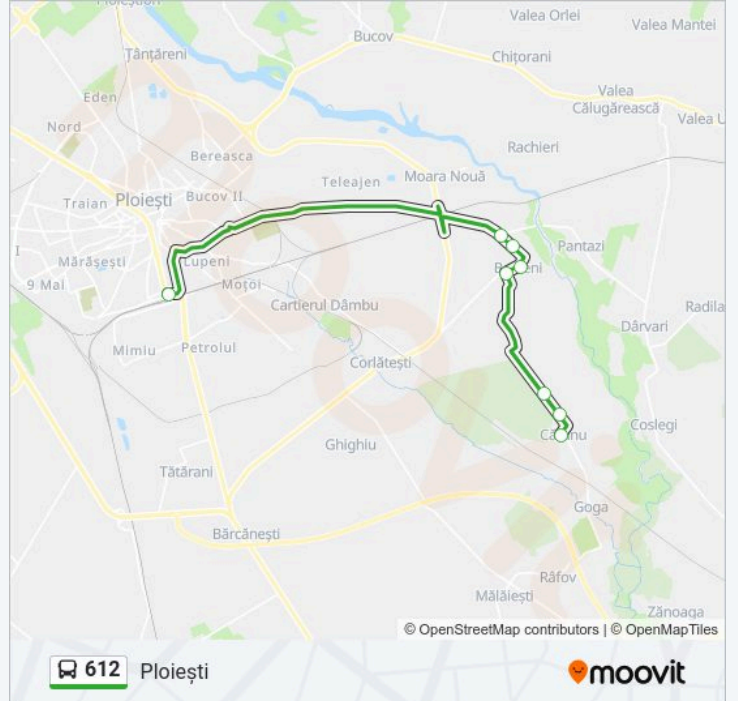 Valea Orlei
Valea Mantei
Bucov
Țânțăreni
Chițorani
Eden
Valea
Călugărească
Nord
Valea U
Bereasca
Rachieri
Teleajen
Moara Nouă
Traian
Ploiești
Bucov II
I
Mărășești
Lupeni
Pantazi
9 Mai
Moțoi
Cartierul Dâmbu
Radila
Dârvari
Mimiu
Petrolul
Corlătești
Coslegi
Ghighiu
Tătărani
Goga
Bărcănești
Râfov
Mălăiești
Zănoaga
© OpenStreetMap contributors | © OpenMapTiles
612
Ploiești
moovit